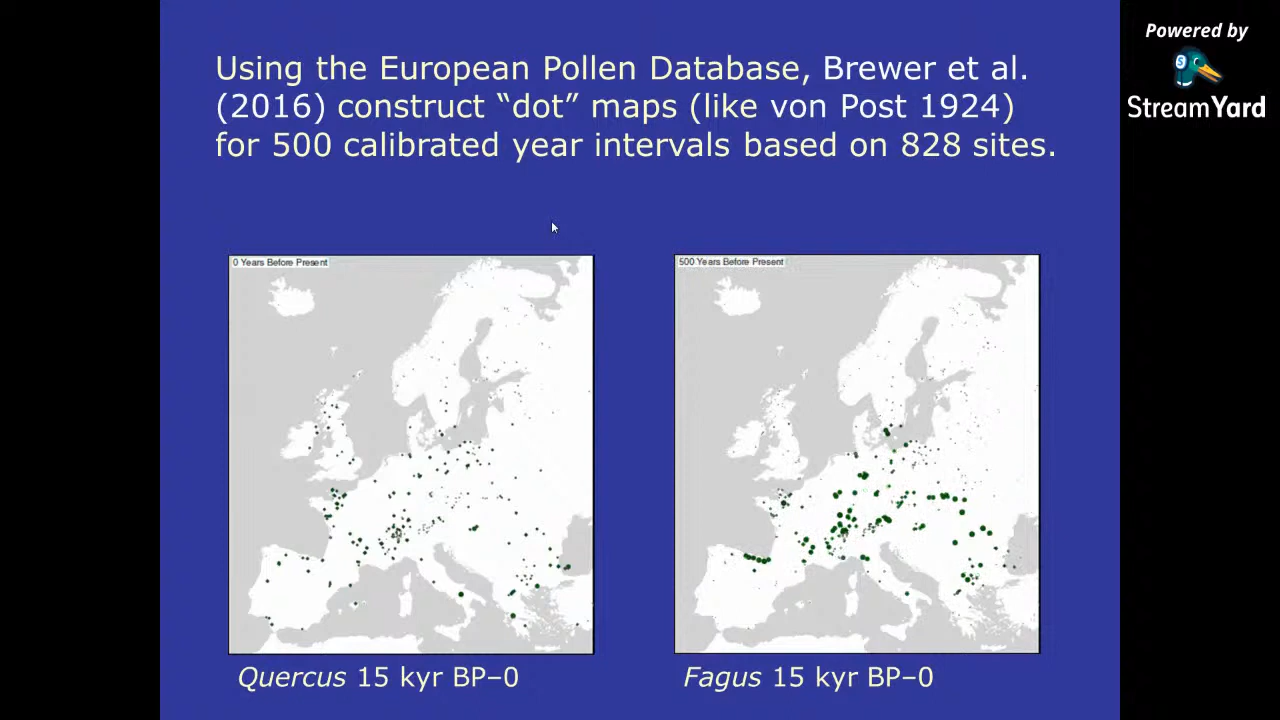 Powered by
StreamYard
Using the European Pollen Database, Brewer et al.
(2016) construct “dot” maps (like von Post 1924)
for 500 calibrated year intervals based on 828 sites.
0 Years Before Present
500 Years Before Present
Quercus 15 kyr BP–0
Fagus 15 kyr BP–0